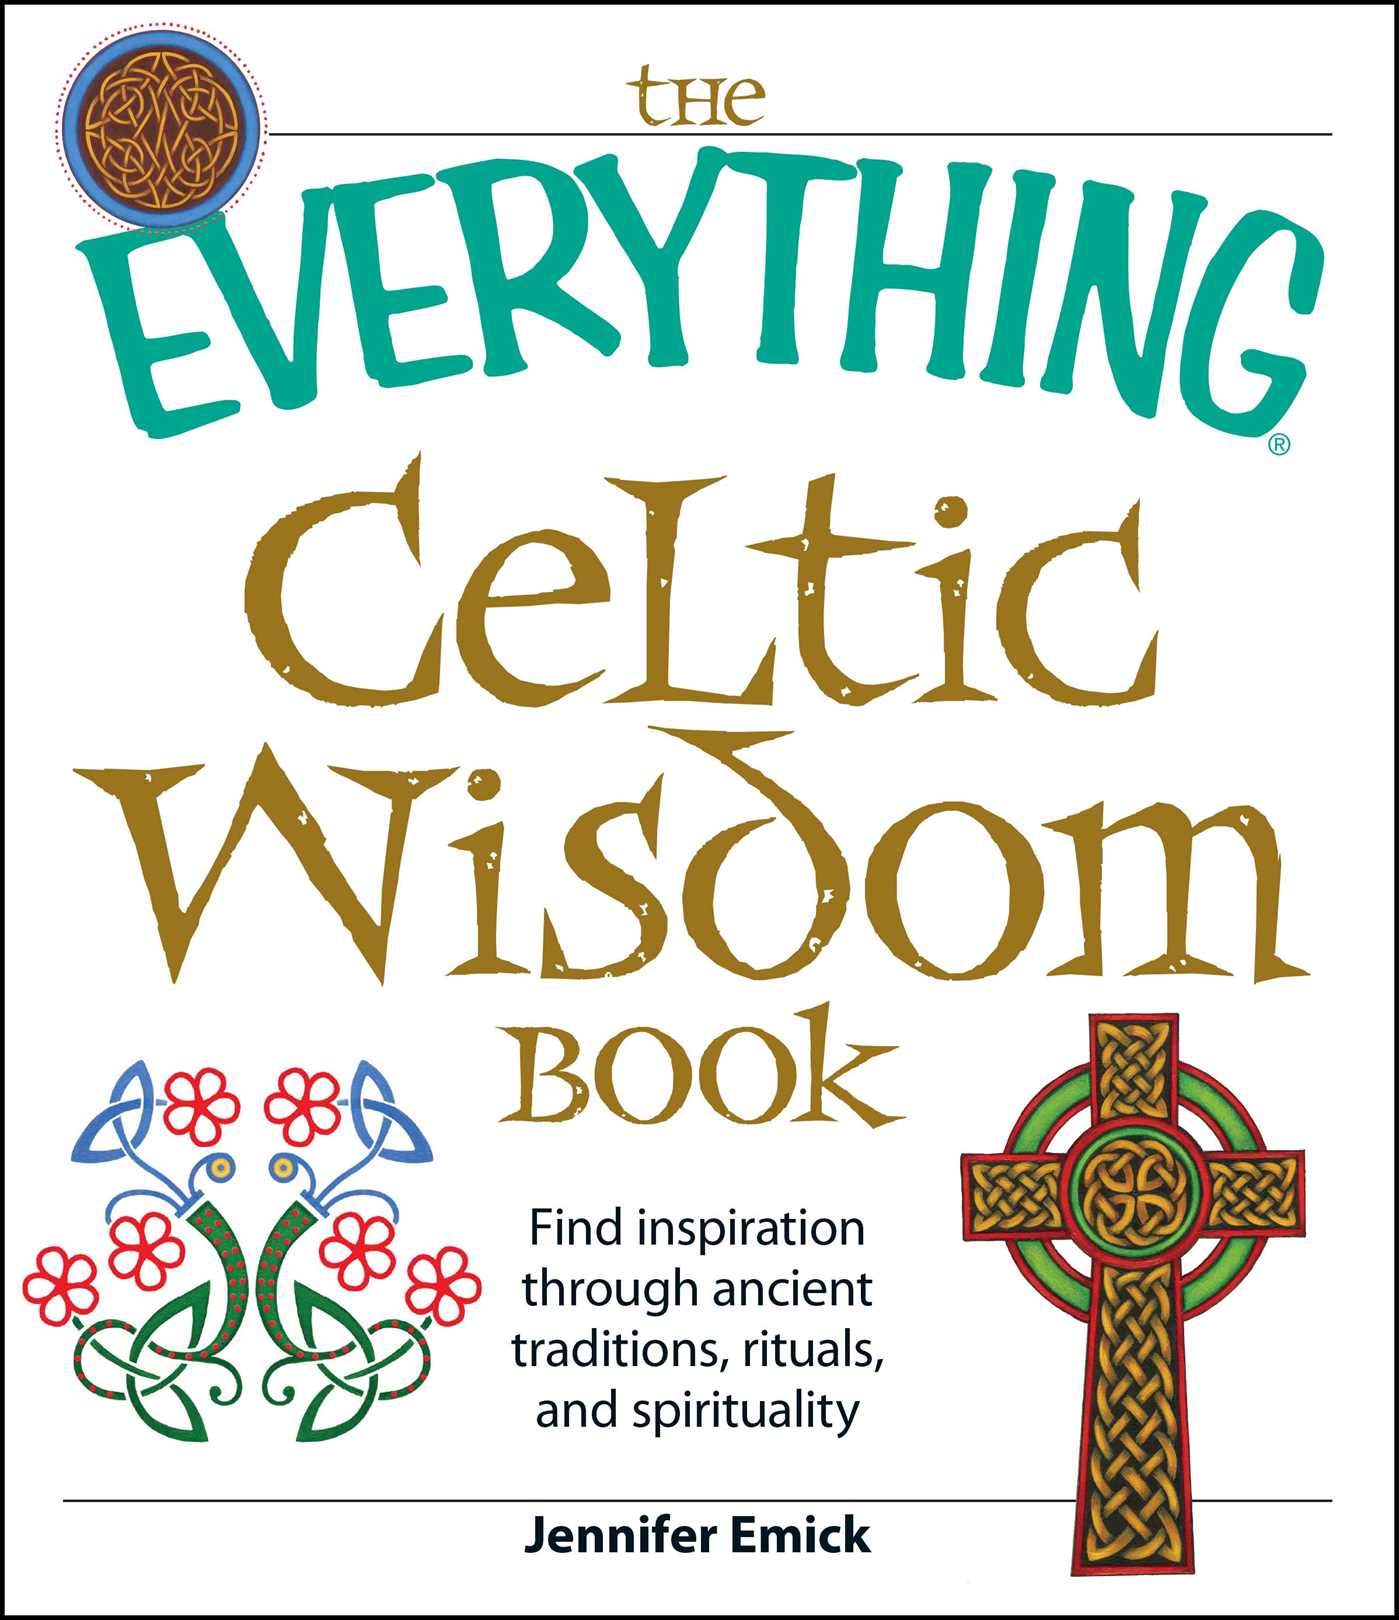 THE
EVERYTHING®
Celtic
Wisdom
BOOK
Find inspiration
through ancient
traditions, rituals,
and spirituality
Jennifer Emick